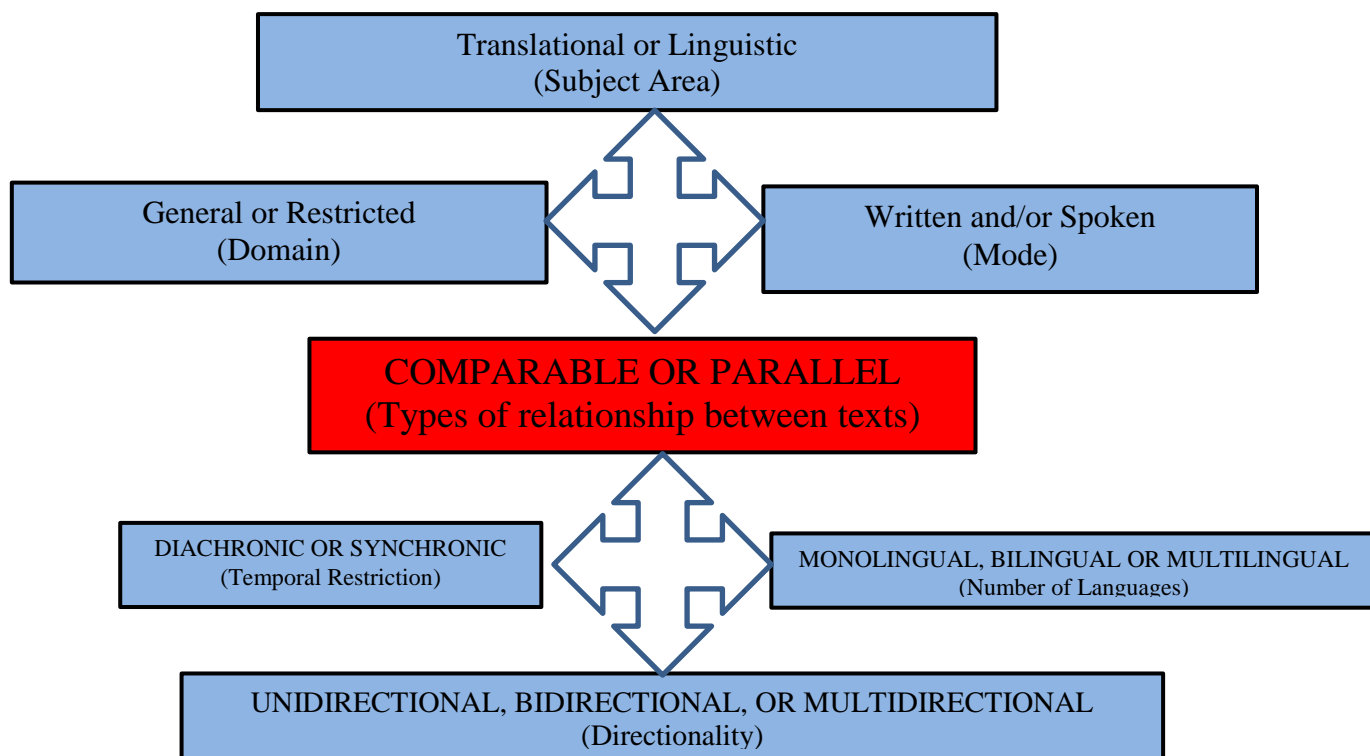 Translational or Linguistic
(Subject Area)
General or Restricted
(Domain)
Written and/or Spoken
(Mode)
COMPARABLE OR PARALLEL
(Types of relationship between texts)
DIACHRONIC OR SYNCHRONIC
(Temporal Restriction)
MONOLINGUAL, BILINGUAL OR MULTILINGUAL
(Number of Languages)
UNIDIRECTIONAL, BIDIRECTIONAL, OR MULTIDIRECTIONAL
(Directionality)